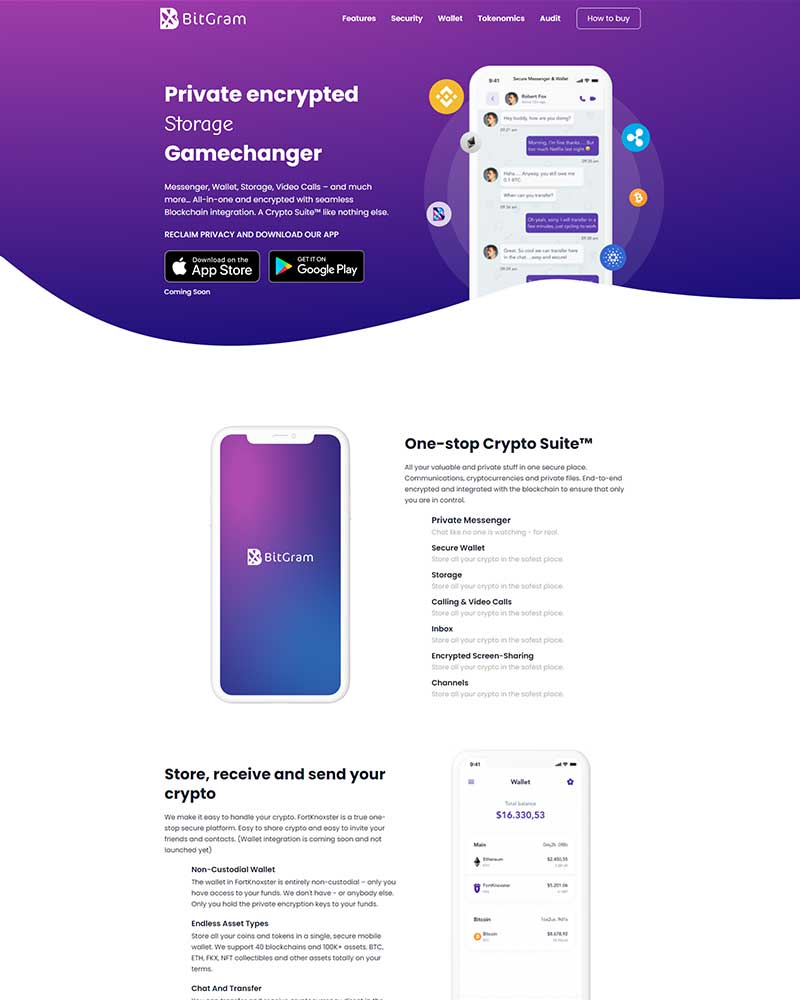 BitGram
Features Security Wallet Tokenomics Audit How to buy
Private encrypted
Storage
Gamechanger
Messenger, Wallet, Storage, Video Calls – and much
more... All-in-one and encrypted with seamless
Blockchain integration. A Crypto Suite™ like nothing else.
RECLAIM PRIVACY AND DOWNLOAD OUR APP
Download on the
App Store
GET IT ON
Google Play
Coming Soon
9:41
Secure Messenger & Wallet
Robert Fox
Hey buddy, how are you doing?
09:21 am
Morning, I'm fine thanks.... But
too much Netflix last night
09:35 am
Haha.... Anyway, you still owe me
0.1 BTC.
When can you transfer?
09:36 am
Oh yeah, sorry. I will transfer in a
few minutes, just cycling to work
09:38 am
Great. So cool we can transfer here
in the chat ...easy and secure!
09:39 am
BitGram
One-stop Crypto Suite™
All your valuable and private stuff in one secure place.
Communications, cryptocurrencies and private files. End-to-end
encrypted and integrated with the blockchain to ensure that only
you are in control.
Private Messenger
Chat like no one is watching - for real.
Secure Wallet
Store all your crypto in the safest place.
Storage
Store all your crypto in the safest place.
Calling & Video Calls
Store all your crypto in the safest place.
Inbox
Store all your crypto in the safest place.
Encrypted Screen-Sharing
Store all your crypto in the safest place.
Channels
Store all your crypto in the safest place.
Store, receive and send your
crypto
We make it easy to handle your crypto. FortKnoxster is a true one-
stop secure platform. Easy to share crypto and easy to invite your
friends and contacts. (Wallet integration is coming soon and not
launched yet)
Non-Custodial Wallet
The wallet in FortKnoxster is entirely non-custodial – only you
have access to your funds. We don't have - or anybody else.
Only you hold the private encryption keys to your funds.
Endless Asset Types
Store all your coins and tokens in a single, secure mobile
wallet. We support 40 blockchains and 100K+ assets. BTC,
ETH, FKX, NFT collectibles and other assets totally on your
terms.
Chat And Transfer
9:41
Wallet
Total balance
$16.330,53
Main
Ethereum $2.450,55
FortKnoxster $5.201,06
Bitcoin
Bitcoin $8.678,92